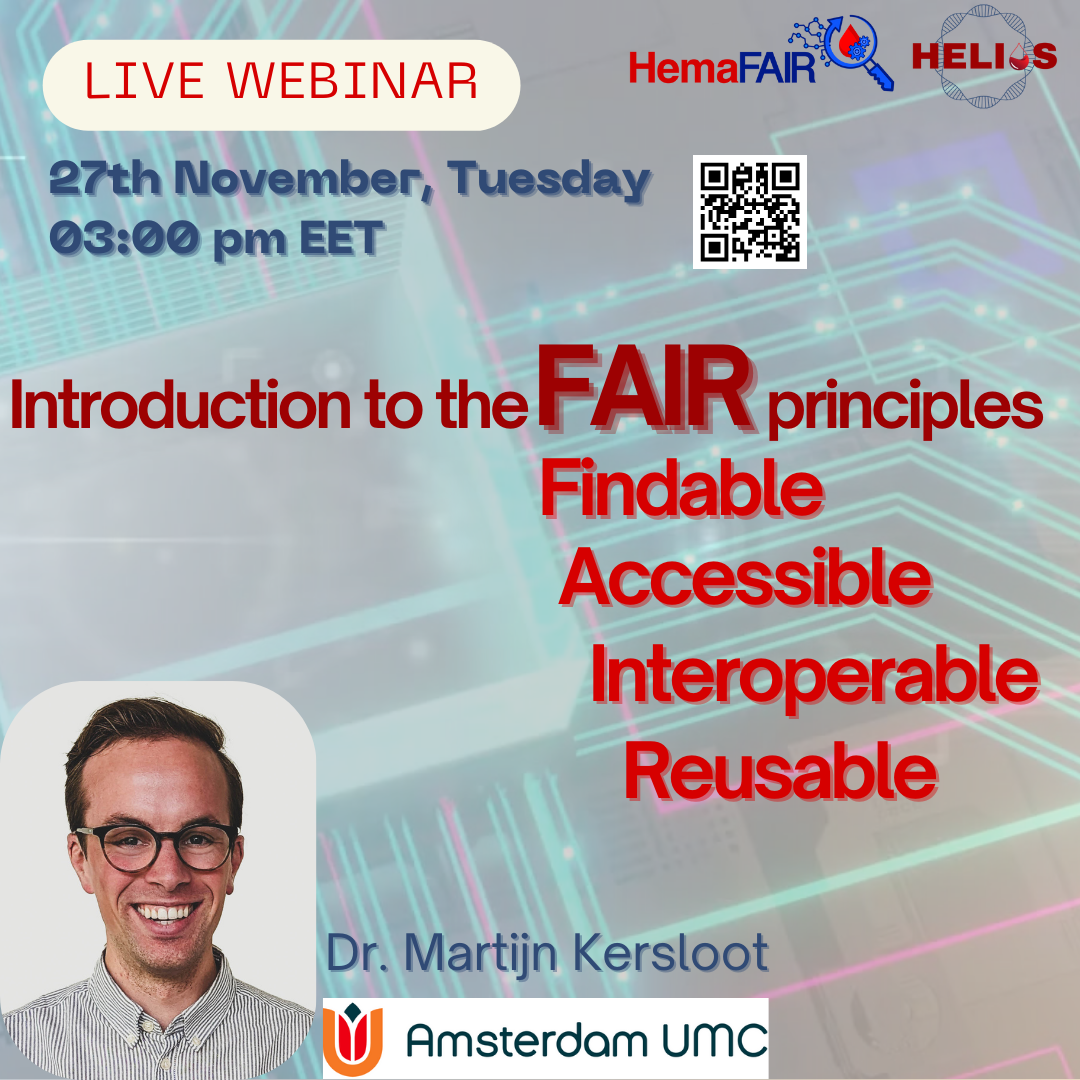 LIVE WEBINAR
HemaFAIR
HELIOS
27th November, Tuesday
03:00 pm EET
Introduction to the FAIR principles
Findable
Accessible
Interoperable
Reusable
Dr. Martijn Kersloot
Amsterdam UMC